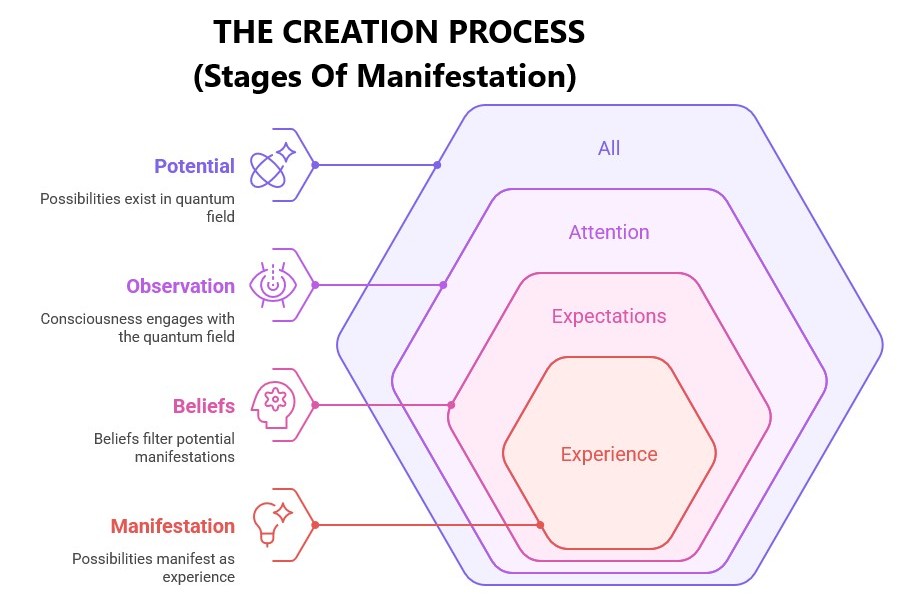 THE CREATION PROCESS
(Stages Of Manifestation)
All
Potential
Possibilities exist in quantum
field
Attention
Observation
Consciousness engages with
the quantum field
Expectations
Beliefs
Beliefs filter potential
manifestations
Experience
Manifestation
Possibilities manifest as
experience